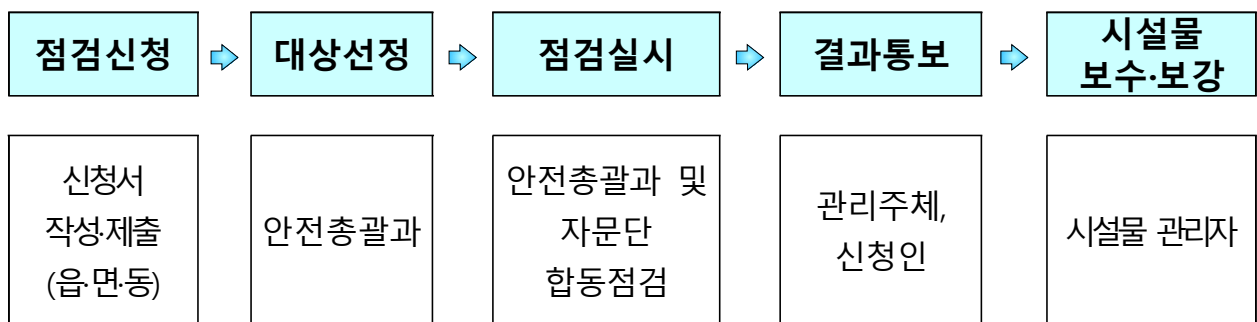 점검신청
대상선정
점검실시
결과통보
시설물
보수·보강
신청서
작성·제출
(읍·면·동)
안전총괄과
안전총괄과 및
자문단
합동점검
관리주체,
신청인
시설물 관리자